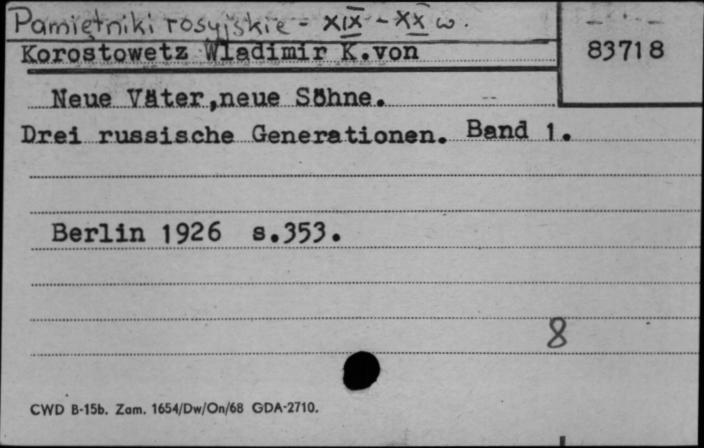 Pamiętniki rosyjskie - XIX - XX w.
Korostowetz Wladimir K.von
83718
Neue Väter,neue Söhne.
Drei russische Generationen. Band 1.
Berlin 1926 s.353.
8
CWD B-15b. Zam. 1654/Dw/On/68 GDA-2710.